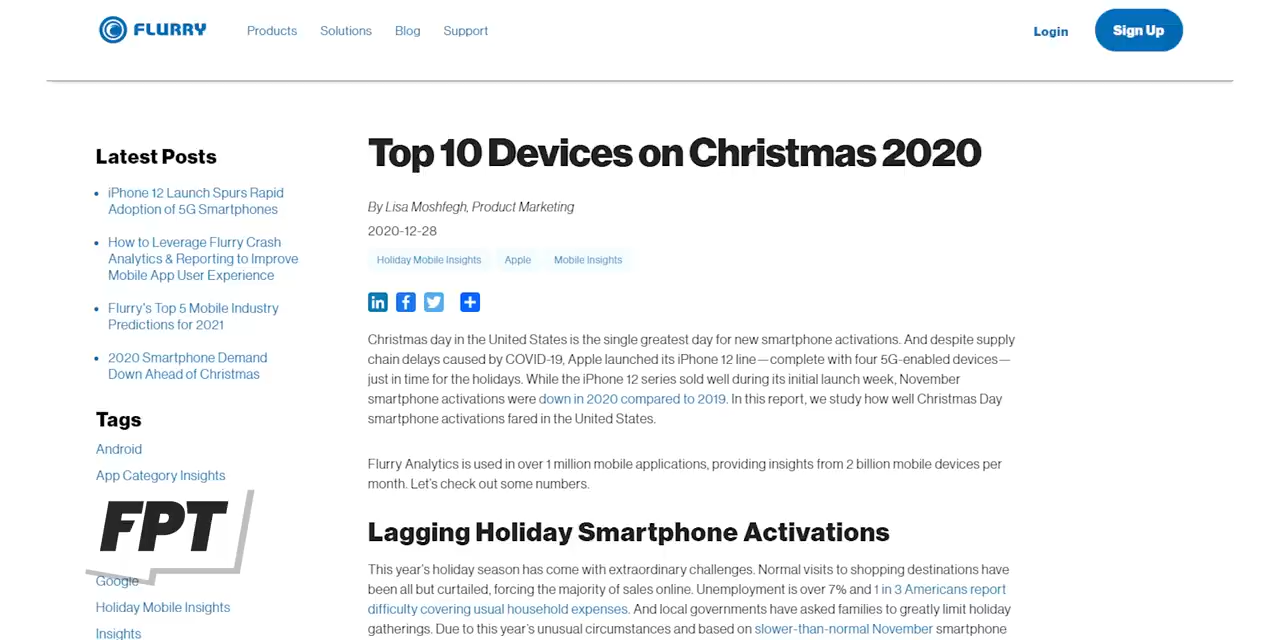 FLURRY
Products
Solutions
Blog
Support
Login
Sign Up
Latest Posts
iPhone 12 Launch Spurs Rapid
Adoption of 5G Smartphones
How to Leverage Flurry Crash
Analytics & Reporting to Improve
Mobile App User Experience
Flurry's Top 5 Mobile Industry
Predictions for 2021
2020 Smartphone Demand
Down Ahead of Christmas
Tags
Android
App Category Insights
FPT
Google
Holiday Mobile Insights
Insights
Top 10 Devices on Christmas 2020
By Lisa Moshfegh, Product Marketing
2020-12-28
Holiday Mobile Insights
Apple
Mobile Insights
Christmas day in the United States is the single greatest day for new smartphone activations. And despite supply
chain delays caused by COVID-19, Apple launched its iPhone 12 line—complete with four 5G-enabled devices—
just in time for the holidays. While the iPhone 12 series sold well during its initial launch week, November
smartphone activations were down in 2020 compared to 2019. In this report, we study how well Christmas Day
smartphone activations fared in the United States.
Flurry Analytics is used in over 1 million mobile applications, providing insights from 2 billion mobile devices per
month. Let's check out some numbers.
Lagging Holiday Smartphone Activations
This year's holiday season has come with extraordinary challenges. Normal visits to shopping destinations have
been all but curtailed, forcing the majority of sales online. Unemployment is over 7% and 1 in 3 Americans report
difficulty covering usual household expenses. And local governments have asked families to greatly limit holiday
gatherings. Due to this year's unusual circumstances and based on slower-than-normal November smartphone